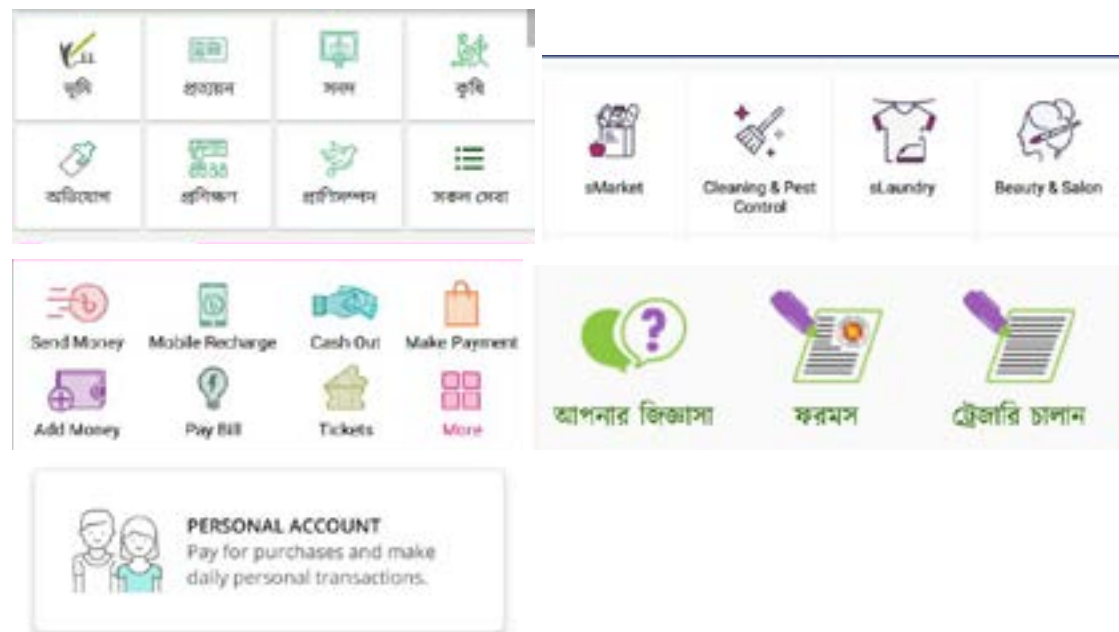 ভূমি
প্রত্যয়ন
সনদ
কৃষি
অভিযোগ
প্রশিক্ষণ
প্রাণিসম্পদ
সকল সেবা
sMarket
Cleaning & Pest
Control
sLaundry
Beauty & Salon
Send Money
Mobile Recharge
Cash Out
Make Payment
Add Money
Pay Bill
Tickets
More
আপনার জিজ্ঞাসা
ফরমস
ট্রেজারি চালান
PERSONAL ACCOUNT
Pay for purchases and make
daily personal transactions.